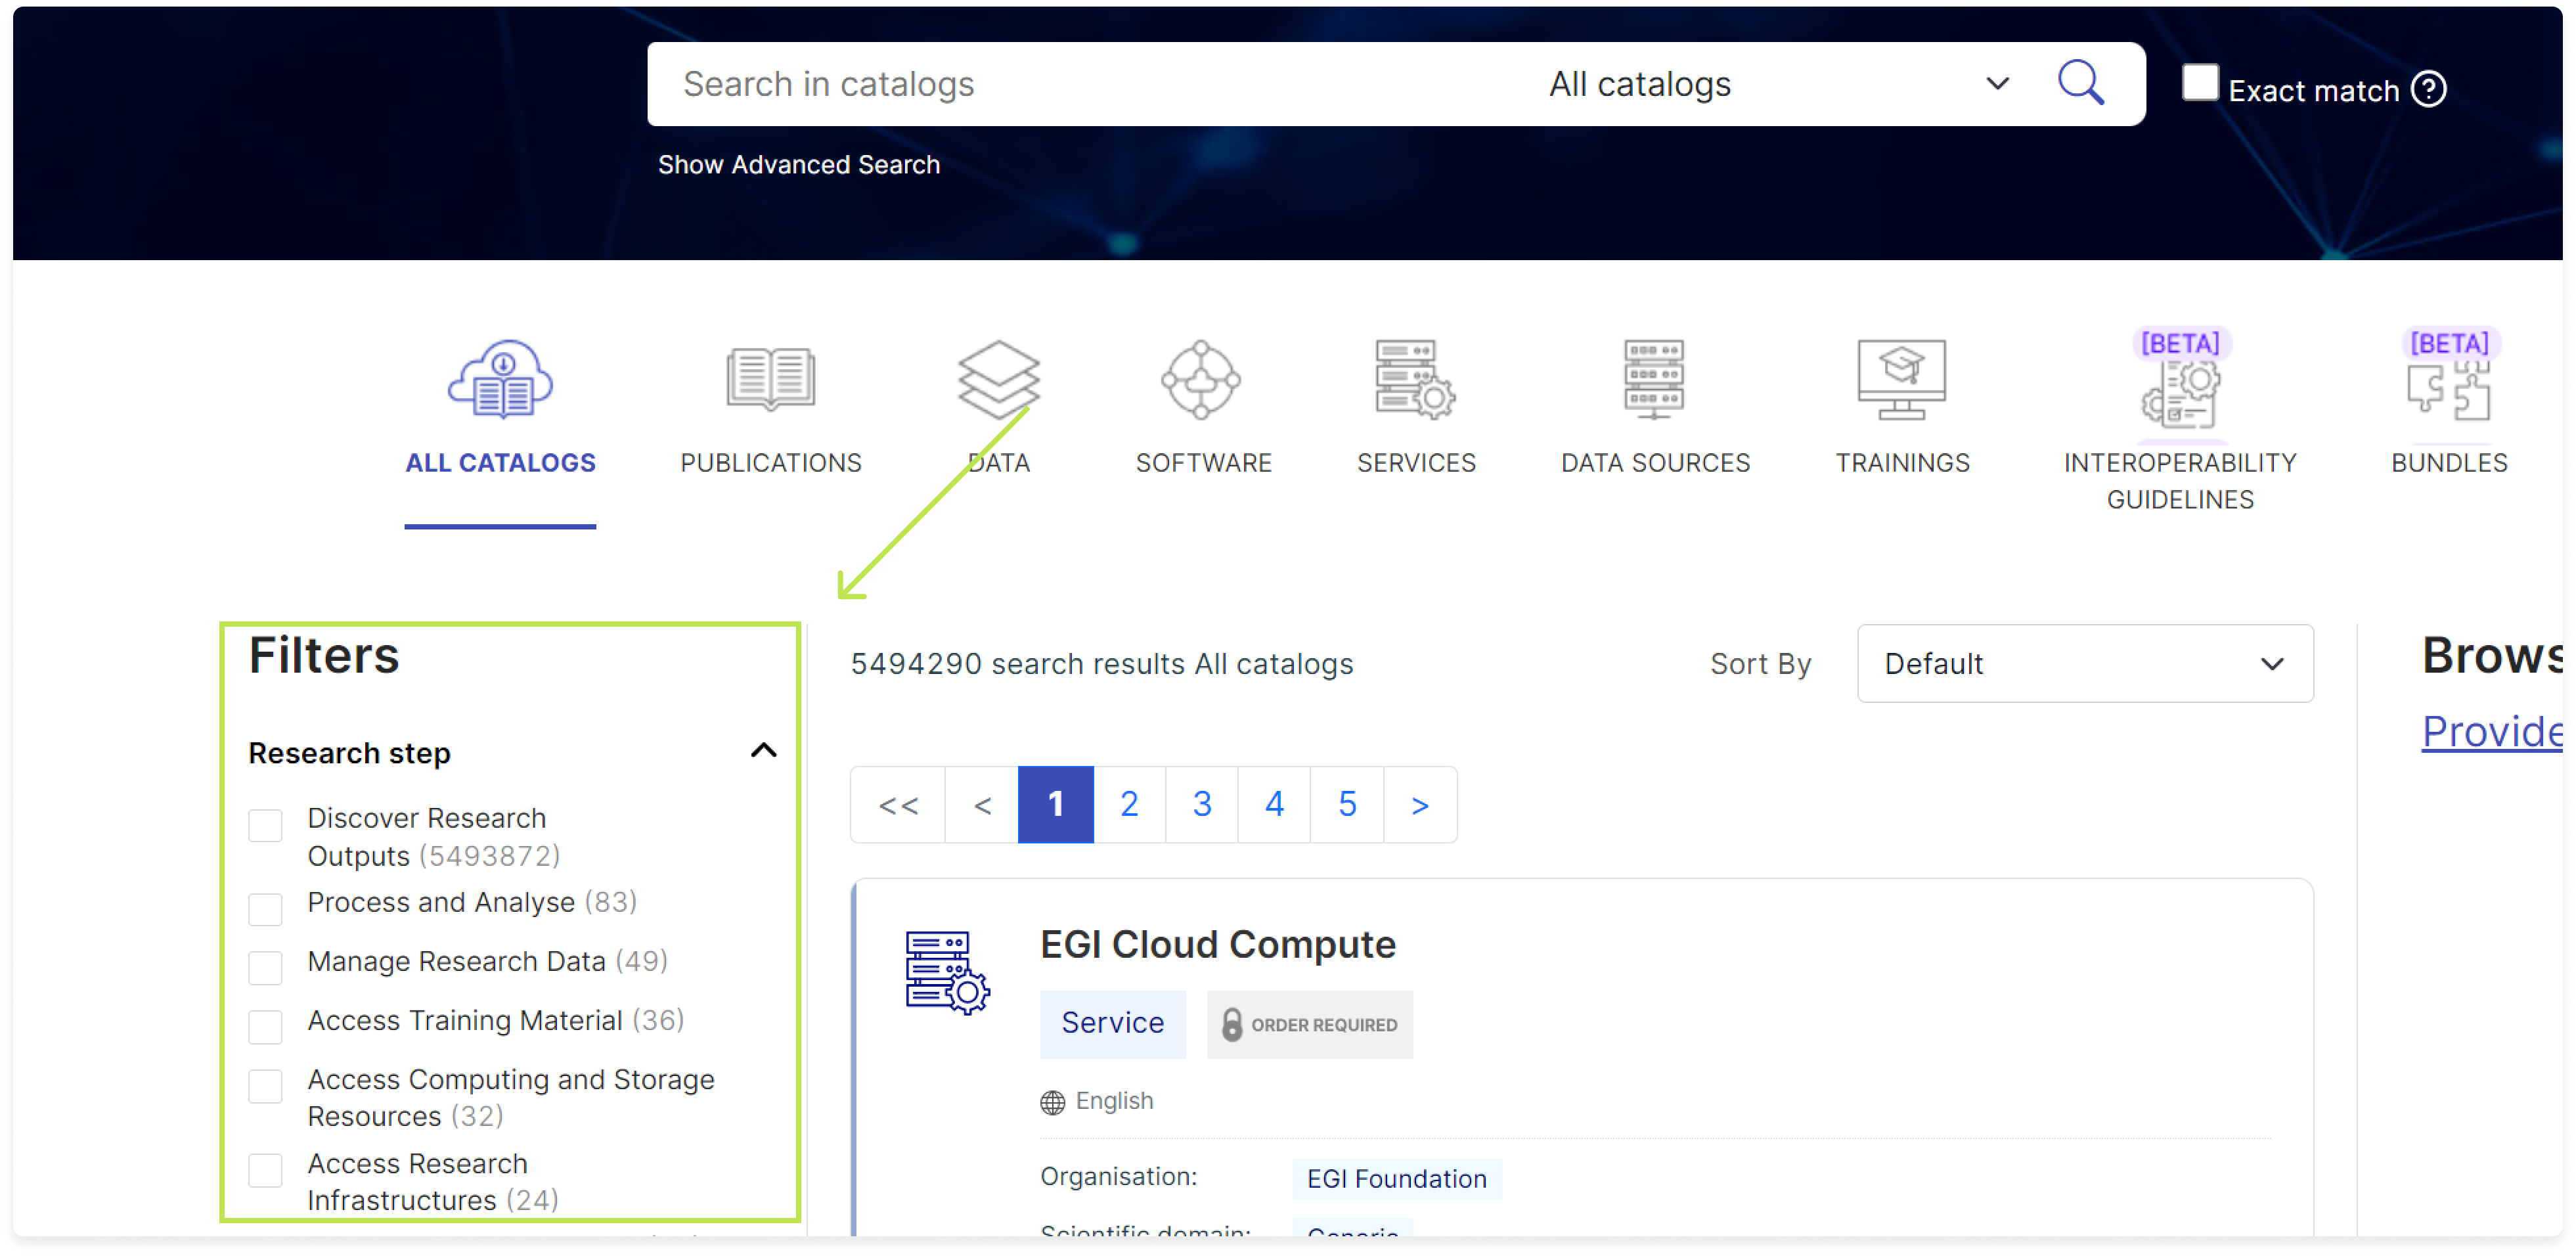 Search in catalogs
All catalogs
Exact match ?
Show Advanced Search
[BETA]
[BETA]
ALL CATALOGS
PUBLICATIONS
DATA
SOFTWARE
SERVICES
DATA SOURCES
TRAININGS
INTEROPERABILITY
GUIDELINES
BUNDLES
Filters
Research step
Discover Research
Outputs (5493872)
Process and Analyse (83)
Manage Research Data (49)
Access Training Material (36)
Access Computing and Storage
Resources (32)
Access Research
Infrastructures (24)
5494290 search results All catalogs
Sort By
Default
<< < 1 2 3 4 5 >
EGI Cloud Compute
Service
ORDER REQUIRED
English
Organisation:
EGI Foundation
Scientific domain:
Generic
Brows
Provide